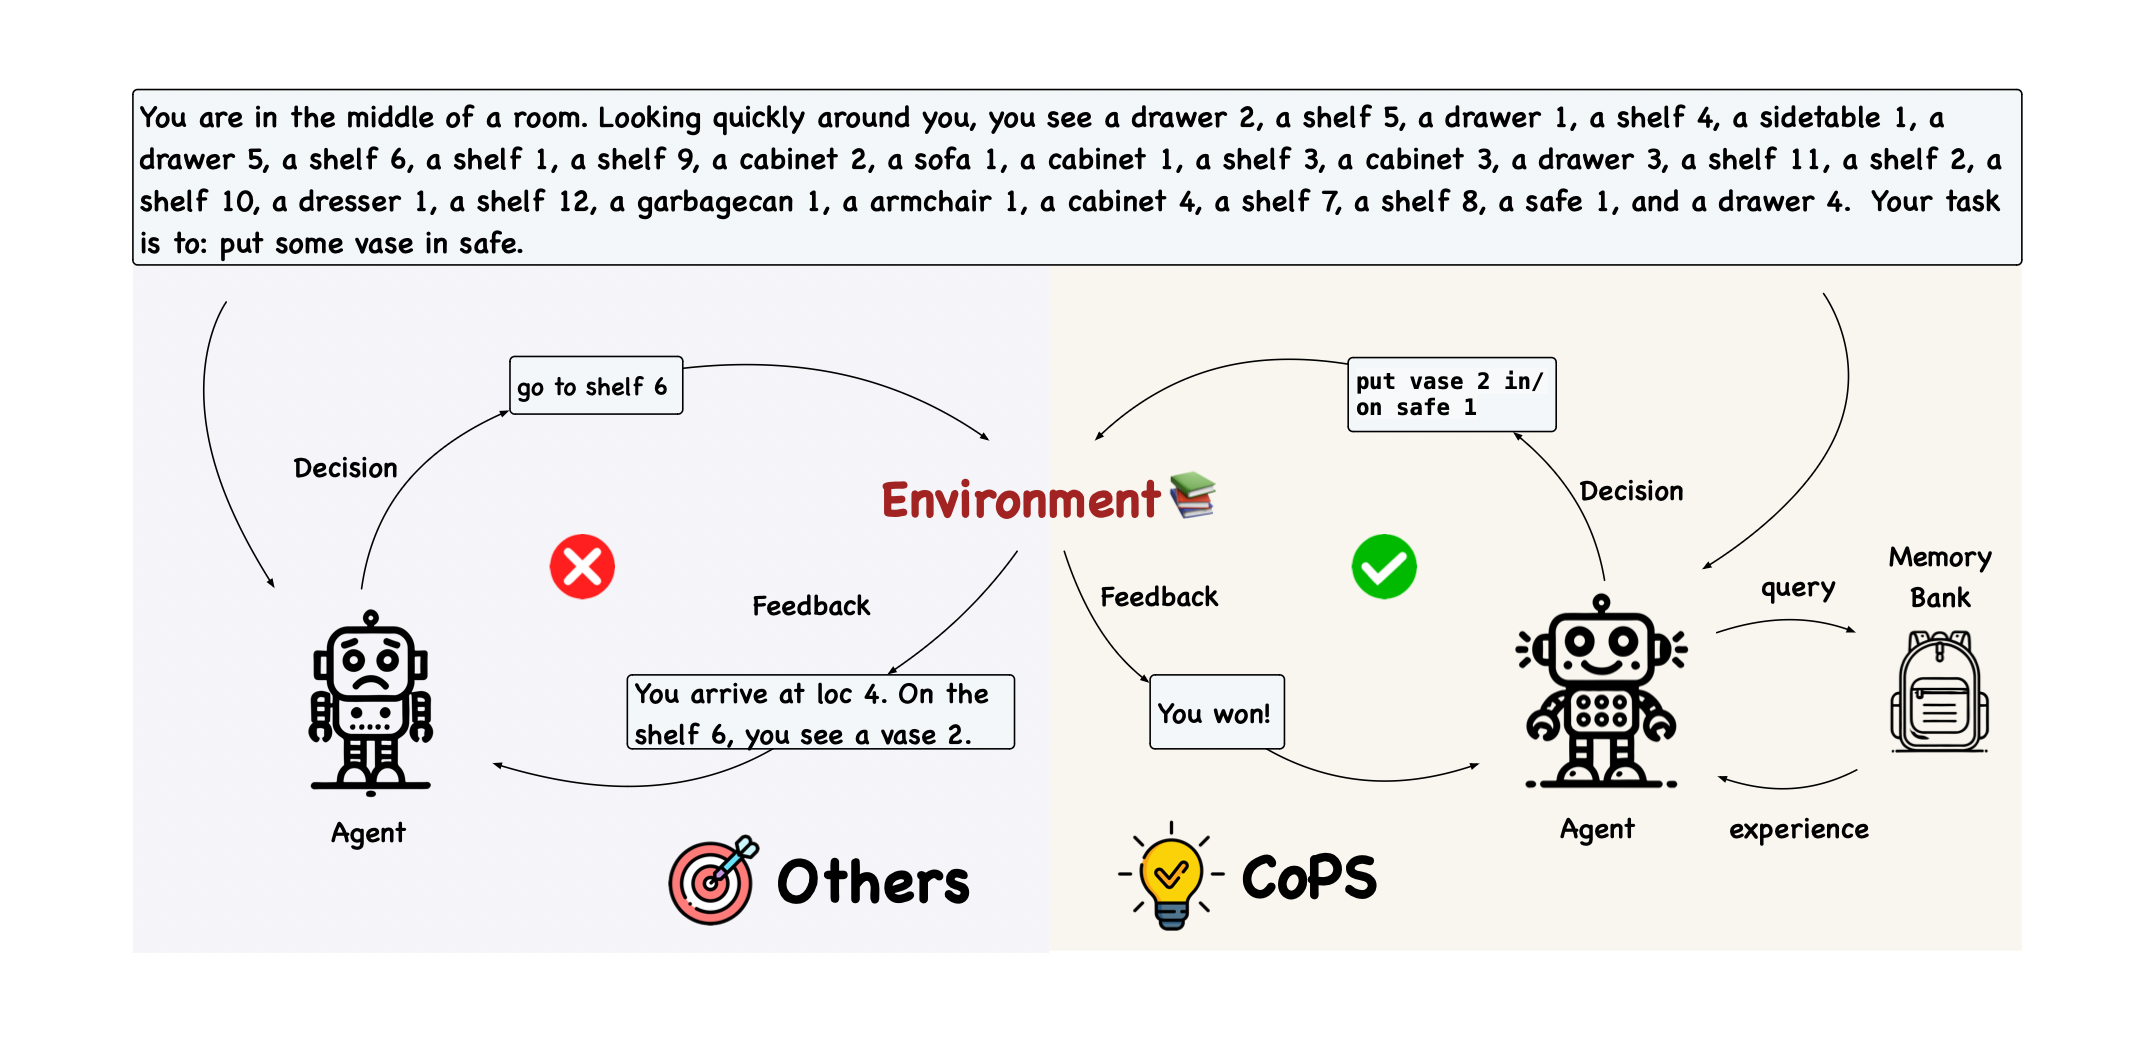 You are in the middle of a room. Looking quickly around you, you see a drawer 2, a shelf 5, a drawer 1, a shelf 4, a sidetable 1, a
drawer 5, a shelf 6, a shelf 1, a shelf 9, a cabinet 2, a sofa 1, a cabinet 1, a shelf 3, a cabinet 3, a drawer 3, a shelf 11, a shelf 2, a
shelf 10, a dresser 1, a shelf 12, a garbagecan 1, a armchair 1, a cabinet 4, a shelf 7, a shelf 8, a safe 1, and a drawer 4. Your task
is to: put some vase in safe.
go to shelf 6
Decision
Environment
Feedback
You arrive at loc 4. On the
shelf 6, you see a vase 2.
Agent
Others
put vase 2 in/
on safe 1
Decision
Feedback
You won!
query
Memory
Bank
Agent
experience
CoPS